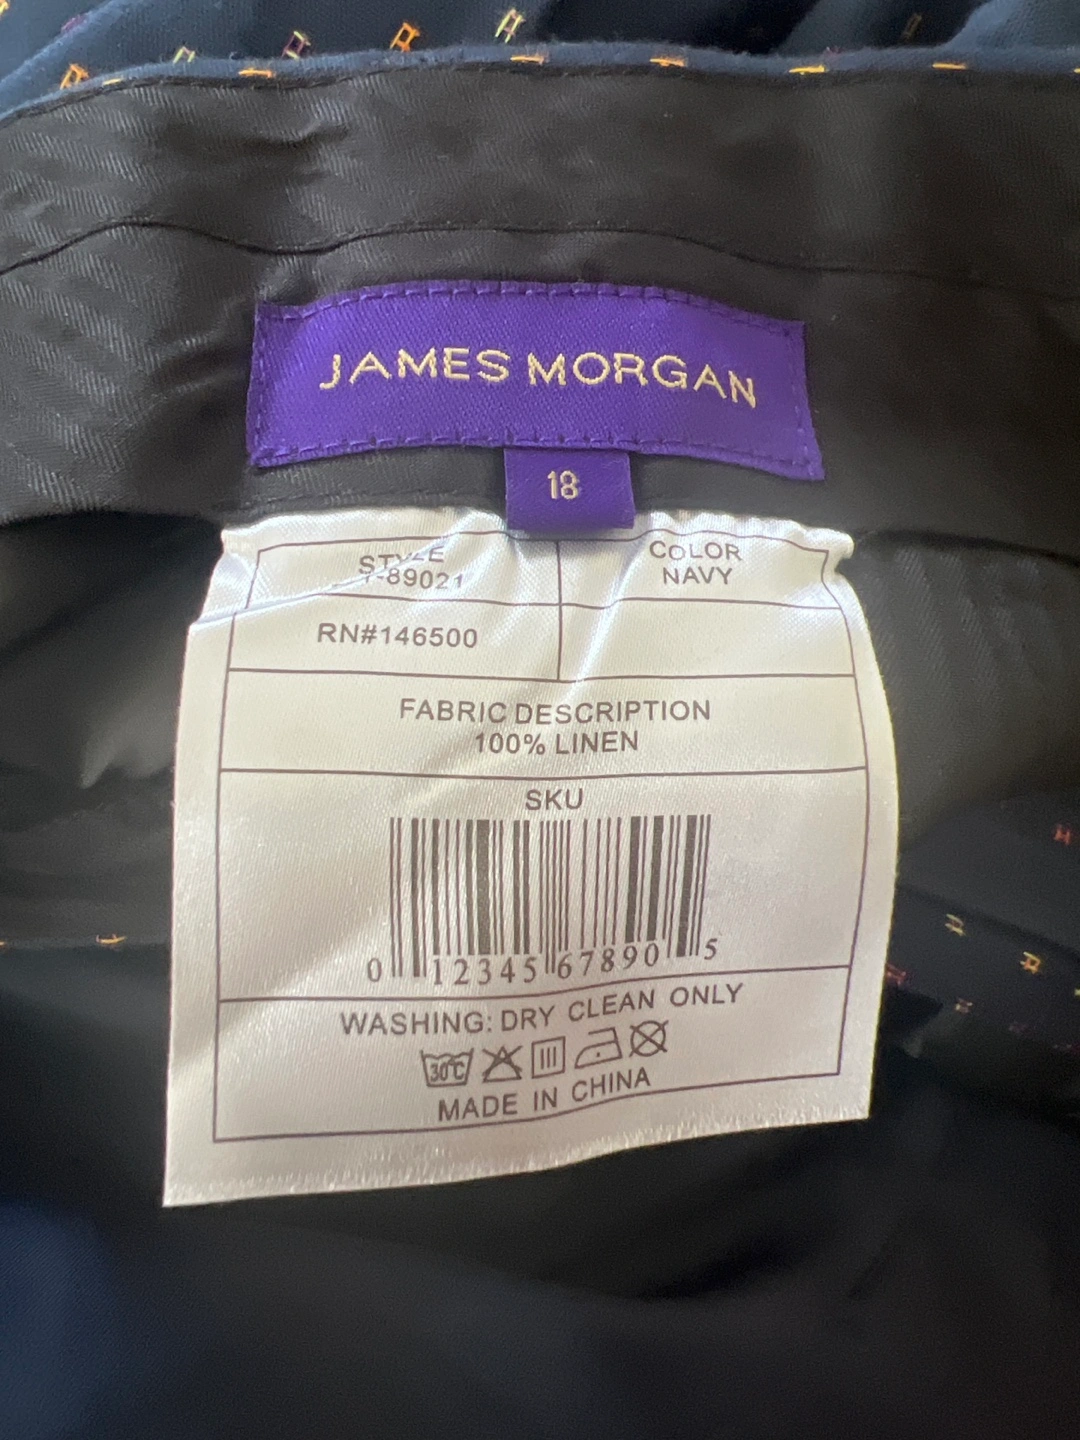 JAMES MORGAN
18
STYLE
-89021
COLOR
NAVY
RN#146500
FABRIC DESCRIPTION
100% LINEN
SKU
0 12345 67890 5
WASHING: DRY CLEAN ONLY
30°C
MADE IN CHINA